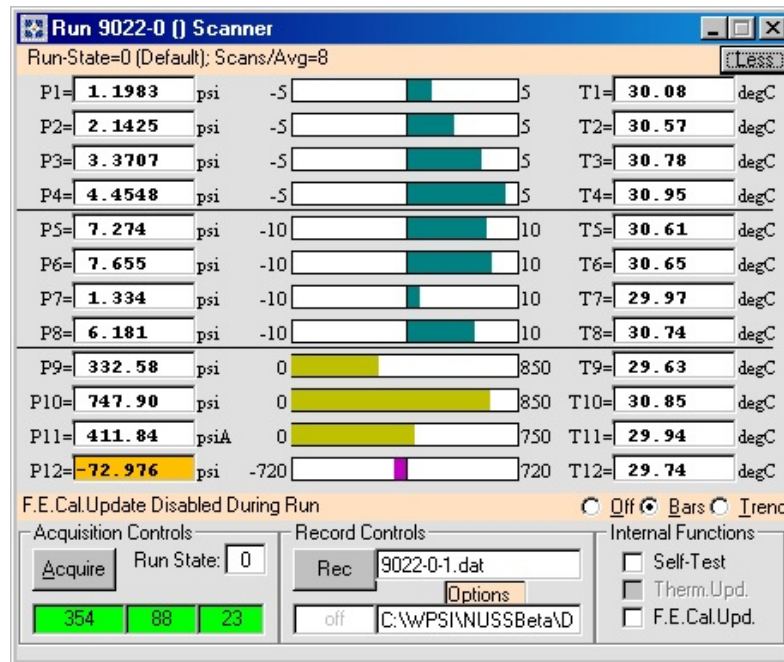 Run 9022-0 () Scanner
Run-State=0 (Default); Scans/Avg=8 Less
P1= 1.1983 psi -5 5 T1= 30.08 degC
P2= 2.1425 psi -5 5 T2= 30.57 degC
P3= 3.3707 psi -5 5 T3= 30.78 degC
P4= 4.4548 psi -5 5 T4= 30.95 degC
P5= 7.274 psi -10 10 T5= 30.61 degC
P6= 7.655 psi -10 10 T6= 30.65 degC
P7= 1.334 psi -10 10 T7= 29.97 degC
P8= 6.181 psi -10 10 T8= 30.74 degC
P9= 332.58 psi 0 850 T9= 29.63 degC
P10= 747.90 psi 0 850 T10= 30.85 degC
P11= 411.84 psiA 0 750 T11= 29.94 degC
P12= -72.976 psi -720 720 T12= 29.74 degC
F.E.Cal.Update Disabled During Run Off Bars Trend
Acquisition Controls Record Controls Internal Functions
Acquire Run State: 0 Rec 9022-0-1.dat Self-Test
Options Therm.Upd.
354 88 23 off C:\WPSI\NUSSBeta\D F.E.Cal.Upd.